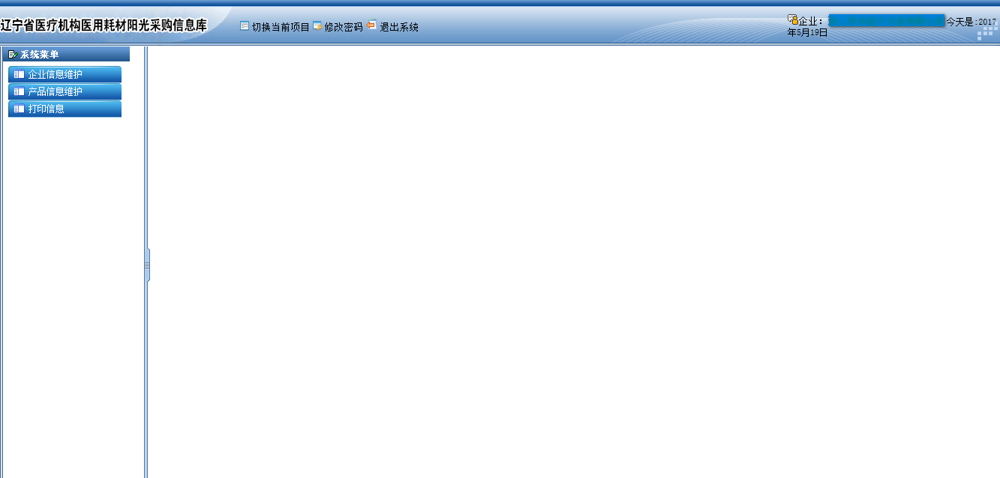 辽宁省医疗机构医用耗材阳光采购信息库
切换当前项目 修改密码 退出系统
企业： 今天是:2017
年5月19日
系统菜单
企业信息维护
产品信息维护
打印信息